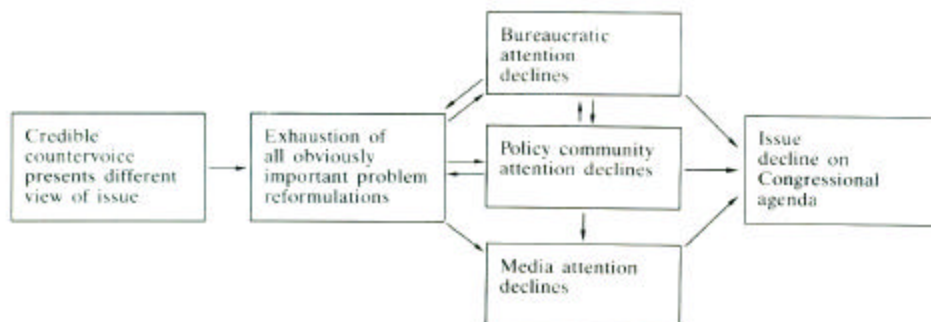 Bureaucratic
attention
declines
Credible
countervoice
presents different
view of issue
Exhaustion of
all obviously
important problem
reformulations
Policy community
attention declines
Issue
decline on
Congressional
agenda
Media attention
declines